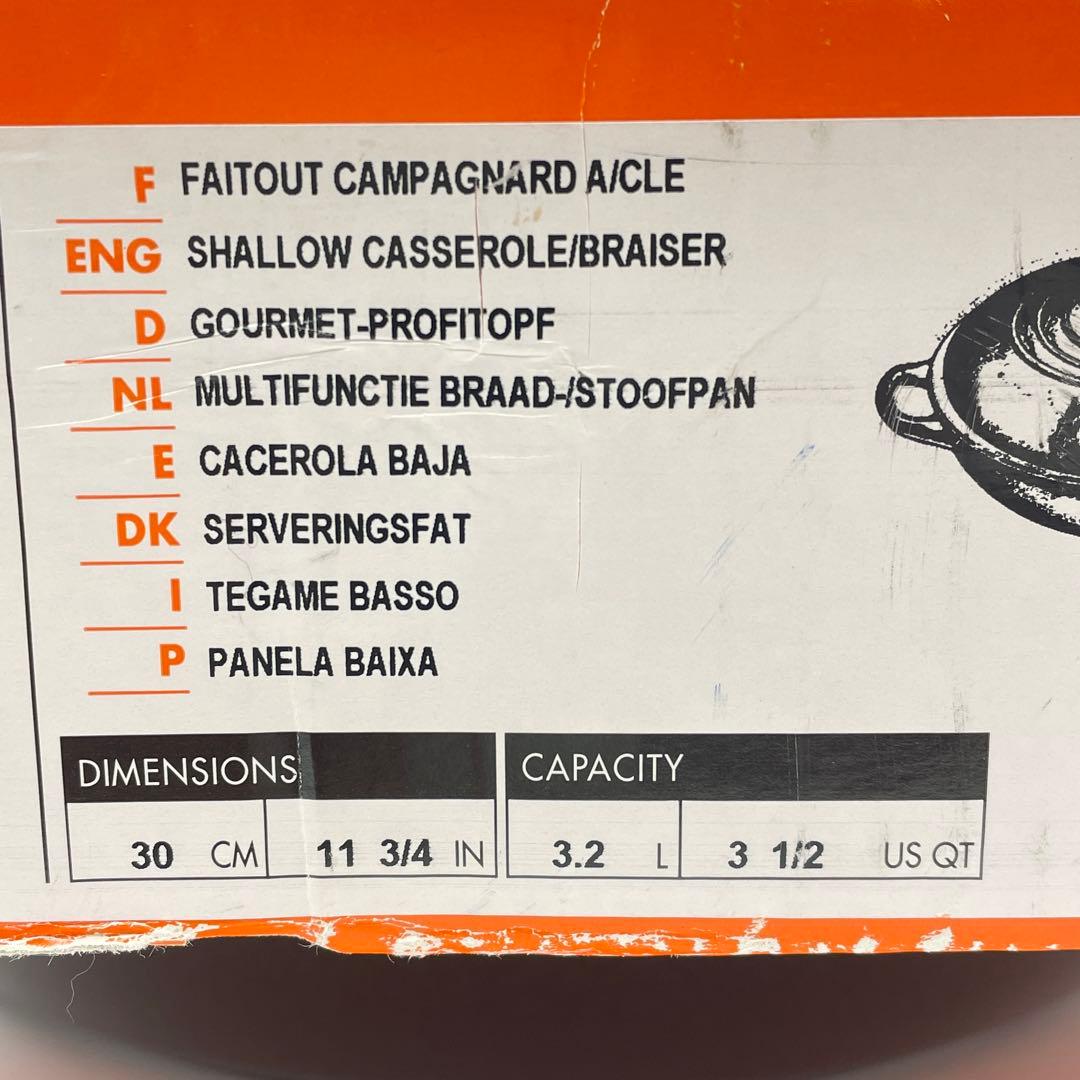 F FAITOUT CAMPAGNARD A/CLE
ENG SHALLOW CASSEROLE/BRAISER
D GOURMET-PROFITOPF
NL MULTIFUNCTIE BRAAD-/STOOFPAN
E CACEROLA BAJA
DK SERVERINGSFAT
I TEGAME BASSO
P PANELA BAIXA
DIMENSIONS CAPACITY
30 CM 11 3/4 IN 3.2 L 3 1/2 US QT